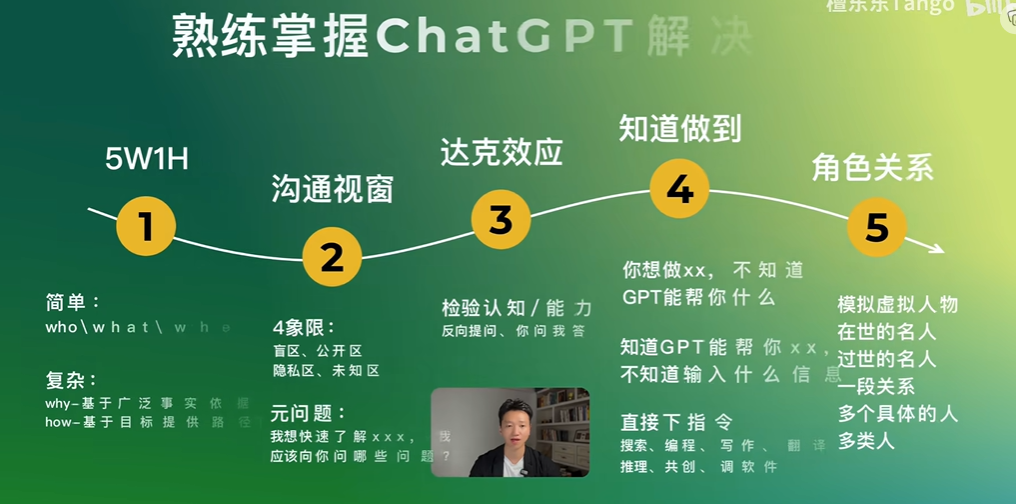 檀东东Tango
熟练掌握ChatGPT解决
5W1H
沟通视窗
达克效应
知道做到
角色关系
1
2
3
4
5
简单：
who\what\whe
复杂：
why-基于广泛事实依据
how-基于目标提供路径
4象限：
盲区、公开区
隐私区、未知区
元问题：
我想快速了解xxx，我
应该向你问哪些问题？
检验认知/能力
反向提问、你问我答
你想做xx，不知道
GPT能帮你什么
知道GPT能帮你xx，
不知道输入什么信息
直接下指令
搜索、编程、写作、翻译
推理、共创、调软件
模拟虚拟人物
在世的名人
过世的名人
一段关系
多个具体的人
多类人